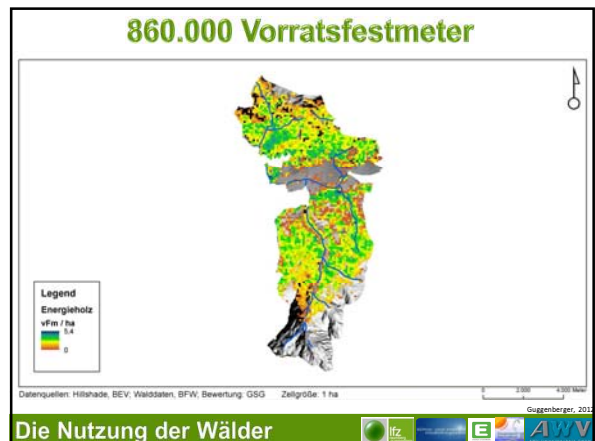 860.000 Vorratsfestmeter
Legend
Energieholz
vFm / ha
5,4
0
Datenquellen: Hillshade, BEV; Walddaten, BFW; Bewertung: GSG Zellgröße: 1 ha
0 2.000 4.000 Meter
Guggenberger, 2012
Die Nutzung der Wälder
lfz
E
AWV